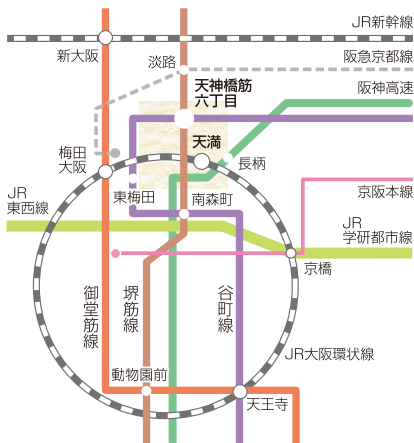 JR新幹線
新大阪
淡路
阪急京都線
天神橋筋
六丁目
阪神高速
天満
長柄
梅田
大阪
東梅田
南森町
京阪本線
JR
東西線
JR
学研都市線
京橋
御堂筋線
堺筋線
谷町線
JR大阪環状線
動物園前
天王寺